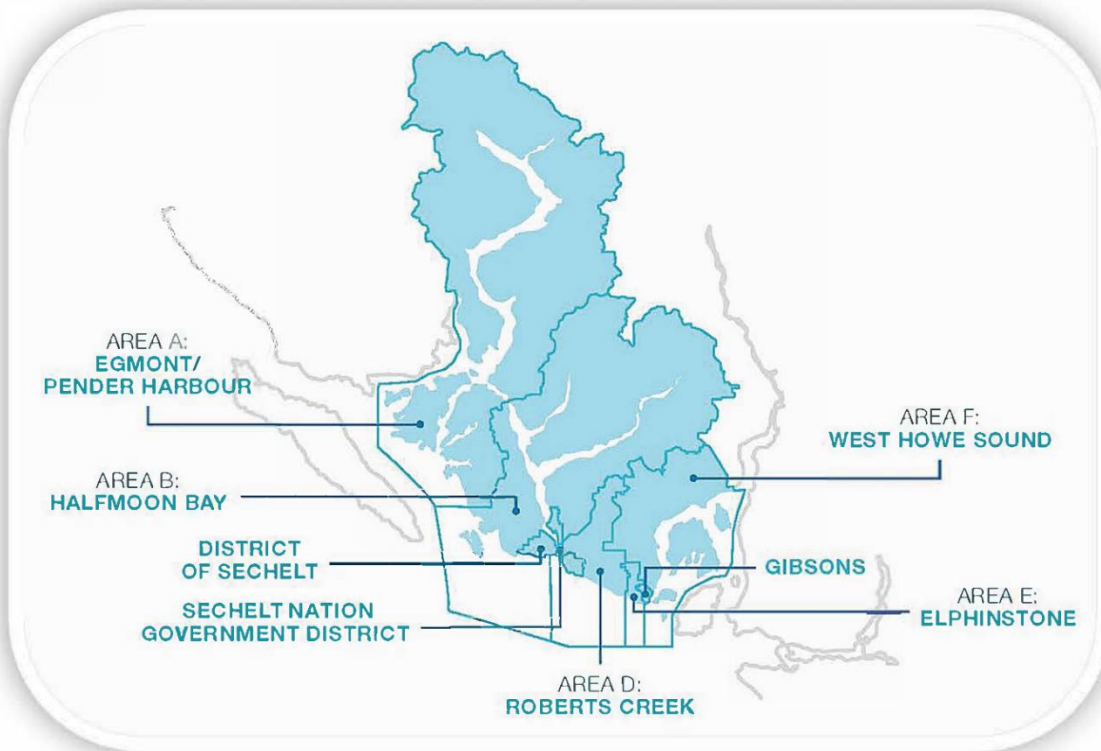 AREA A:
EGMONT/
PENDER HARBOUR
AREA B:
HALFMOON BAY
DISTRICT
OF SECHELT
SECHELT NATION
GOVERNMENT DISTRICT
AREA D:
ROBERTS CREEK
AREA F:
WEST HOWE SOUND
GIBSONS
AREA E:
ELPHINSTONE